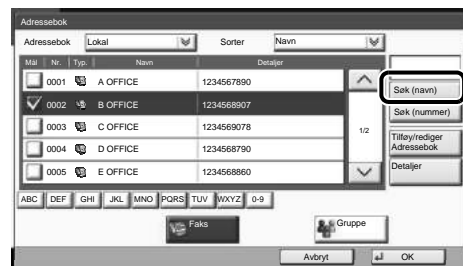 Adressebok
Adressebok Lokal Sorter Navn
Mål Nr. Typ. Navn Detaljer
0001 A OFFICE 1234567890
0002 B OFFICE 1234568907
0003 C OFFICE 1234569078
0004 D OFFICE 1234568790
0005 E OFFICE 1234568860
1/2
Søk (navn)
Søk (nummer)
Tilføy/rediger
Adressebok
Detaljer
ABC DEF GHI JKL MNO PQRS TUV WXYZ 0-9
Faks Gruppe
Avbryt OK